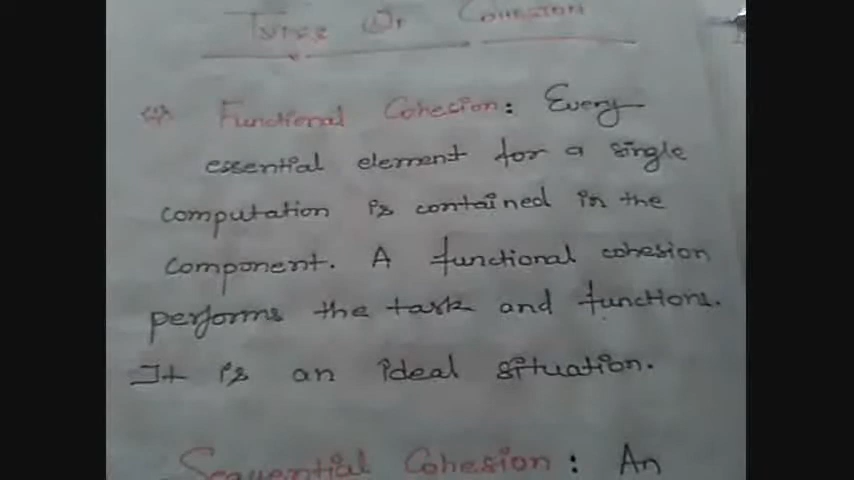 Types Of Cohesion
Functional Cohesion: Every
essential element for a single
computation is contained in the
component. A functional cohesion
performs the task and functions.
It is an ideal situation.
Sequential Cohesion: An